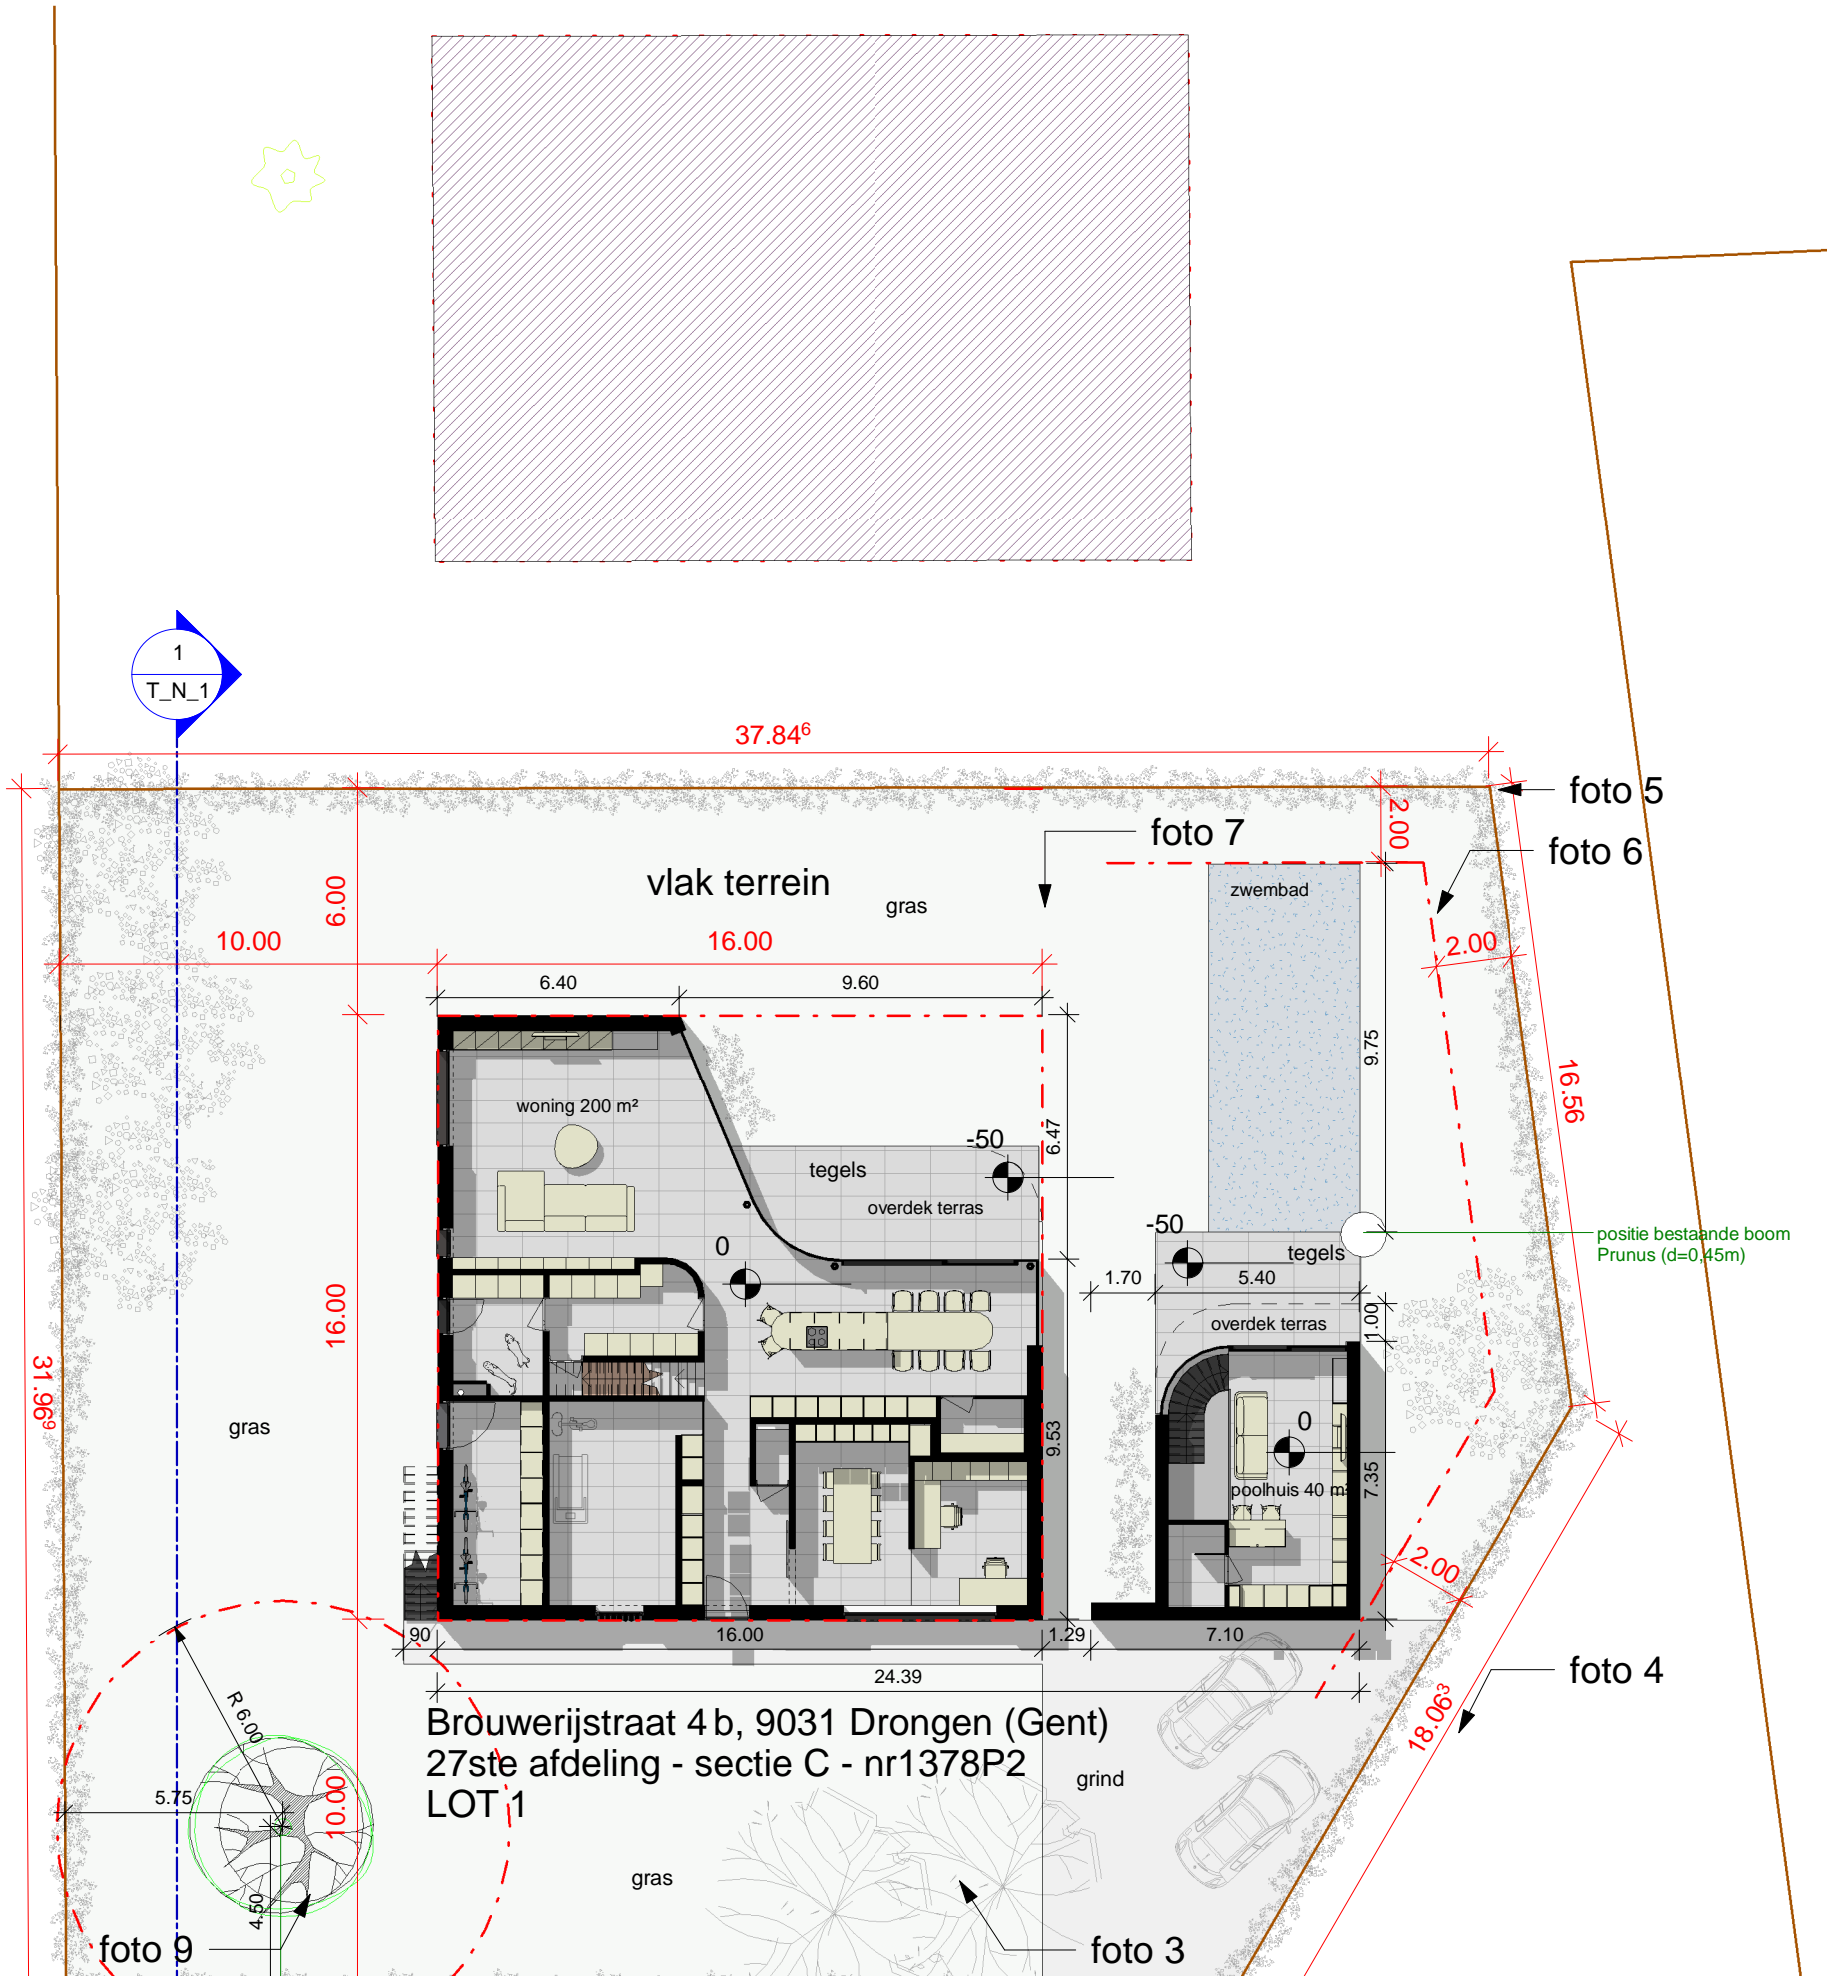 1
T_N_1
37.84⁶
foto 5
2.00
foto 7
foto 6
vlak terrein
zwembad
gras
6.00
10.00
16.00
2.00
6.40
9.60
9.75
16.56
woning 200 m²
-50
6.47
tegels
overdek terras
-50
0
tegels
positie bestaande boom
Prunus (d=0,45m)
1.70
5.40
16.00
1.00
overdek terras
31.96⁹
gras
0
9.53
7.35
poolhuis 40 m²
2.00
90
16.00
1.29
7.10
24.39
foto 4
R 6.00
18.06³
Brouwerijstraat 4b, 9031 Drongen (Gent)
27ste afdeling - sectie C - nr1378P2
LOT 1
grind
5.75
10.00
gras
4.50
foto 9
foto 3